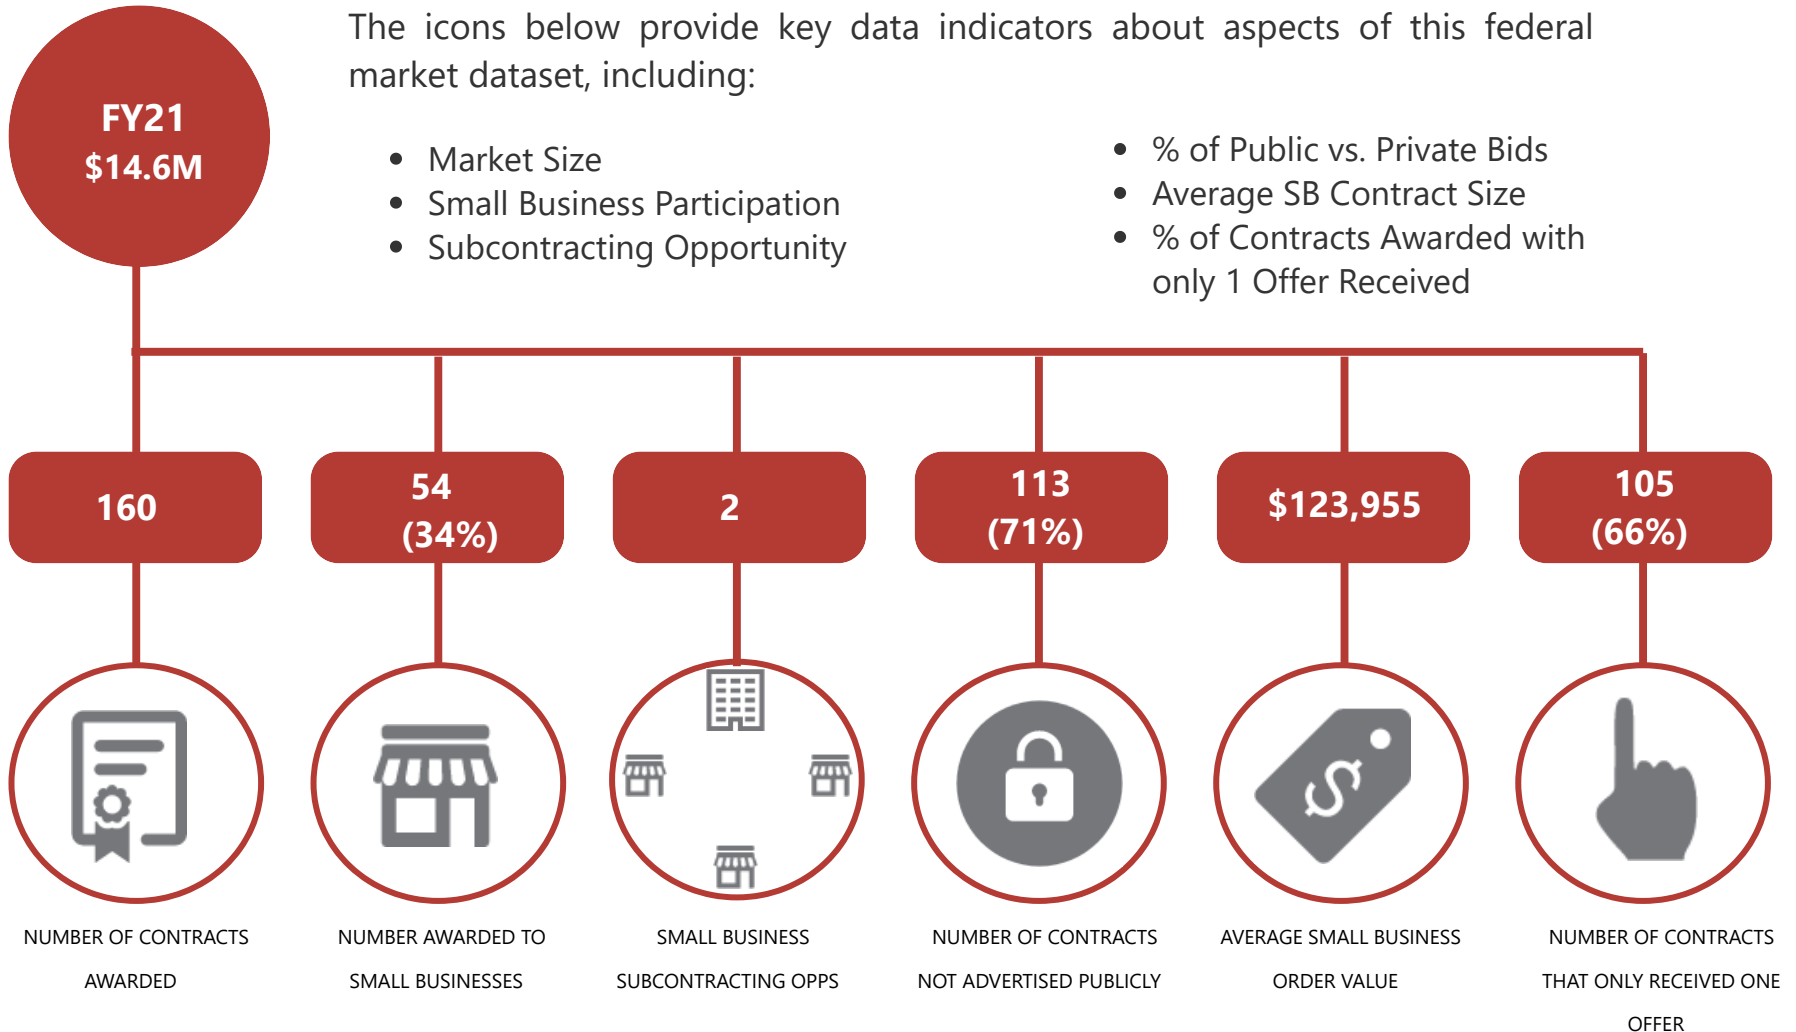 FY21
$14.6M
The icons below provide key data indicators about aspects of this federal
market dataset, including:
• Market Size
• Small Business Participation
• Subcontracting Opportunity
• % of Public vs. Private Bids
• Average SB Contract Size
• % of Contracts Awarded with
only 1 Offer Received
160
54
(34%)
2
113
(71%)
$123,955
105
(66%)
$
NUMBER OF CONTRACTS
AWARDED
NUMBER AWARDED TO
SMALL BUSINESSES
SMALL BUSINESS
SUBCONTRACTING OPPS
NUMBER OF CONTRACTS
NOT ADVERTISED PUBLICLY
AVERAGE SMALL BUSINESS
ORDER VALUE
NUMBER OF CONTRACTS
THAT ONLY RECEIVED ONE
OFFER